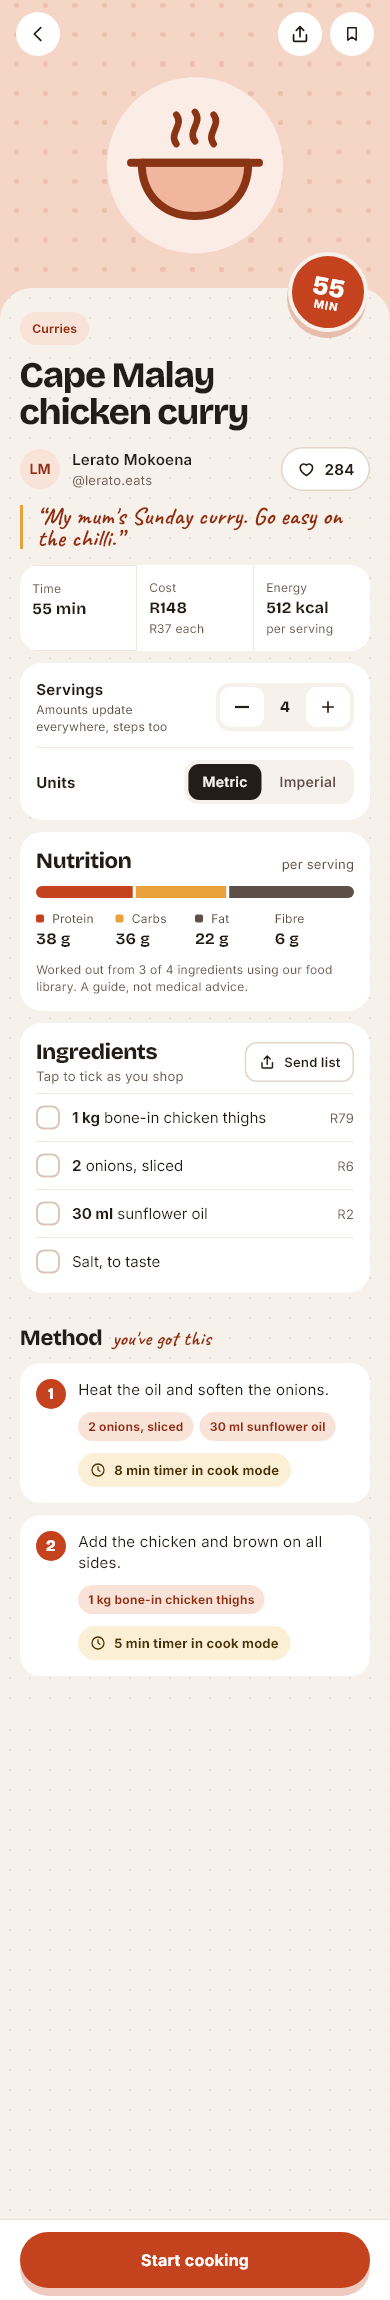 55
MIN
Curries
Cape Malay
chicken curry
LM
Lerato Mokoena
@lerato.eats
284
“My mum's Sunday curry. Go easy on
the chilli.”
Time
55 min
Cost
R148
R37 each
Energy
512 kcal
per serving
Servings
Amounts update
everywhere, steps too
4
Units
Metric
Imperial
Nutrition
per serving
Protein
38 g
Carbs
36 g
Fat
22 g
Fibre
6 g
Worked out from 3 of 4 ingredients using our food
library. A guide, not medical advice.
Ingredients
Tap to tick as you shop
Send list
1 kg bone-in chicken thighs R79
2 onions, sliced R6
30 ml sunflower oil R2
Salt, to taste
Method you've got this
1
Heat the oil and soften the onions.
2 onions, sliced
30 ml sunflower oil
8 min timer in cook mode
2
Add the chicken and brown on all
sides.
1 kg bone-in chicken thighs
5 min timer in cook mode
Start cooking